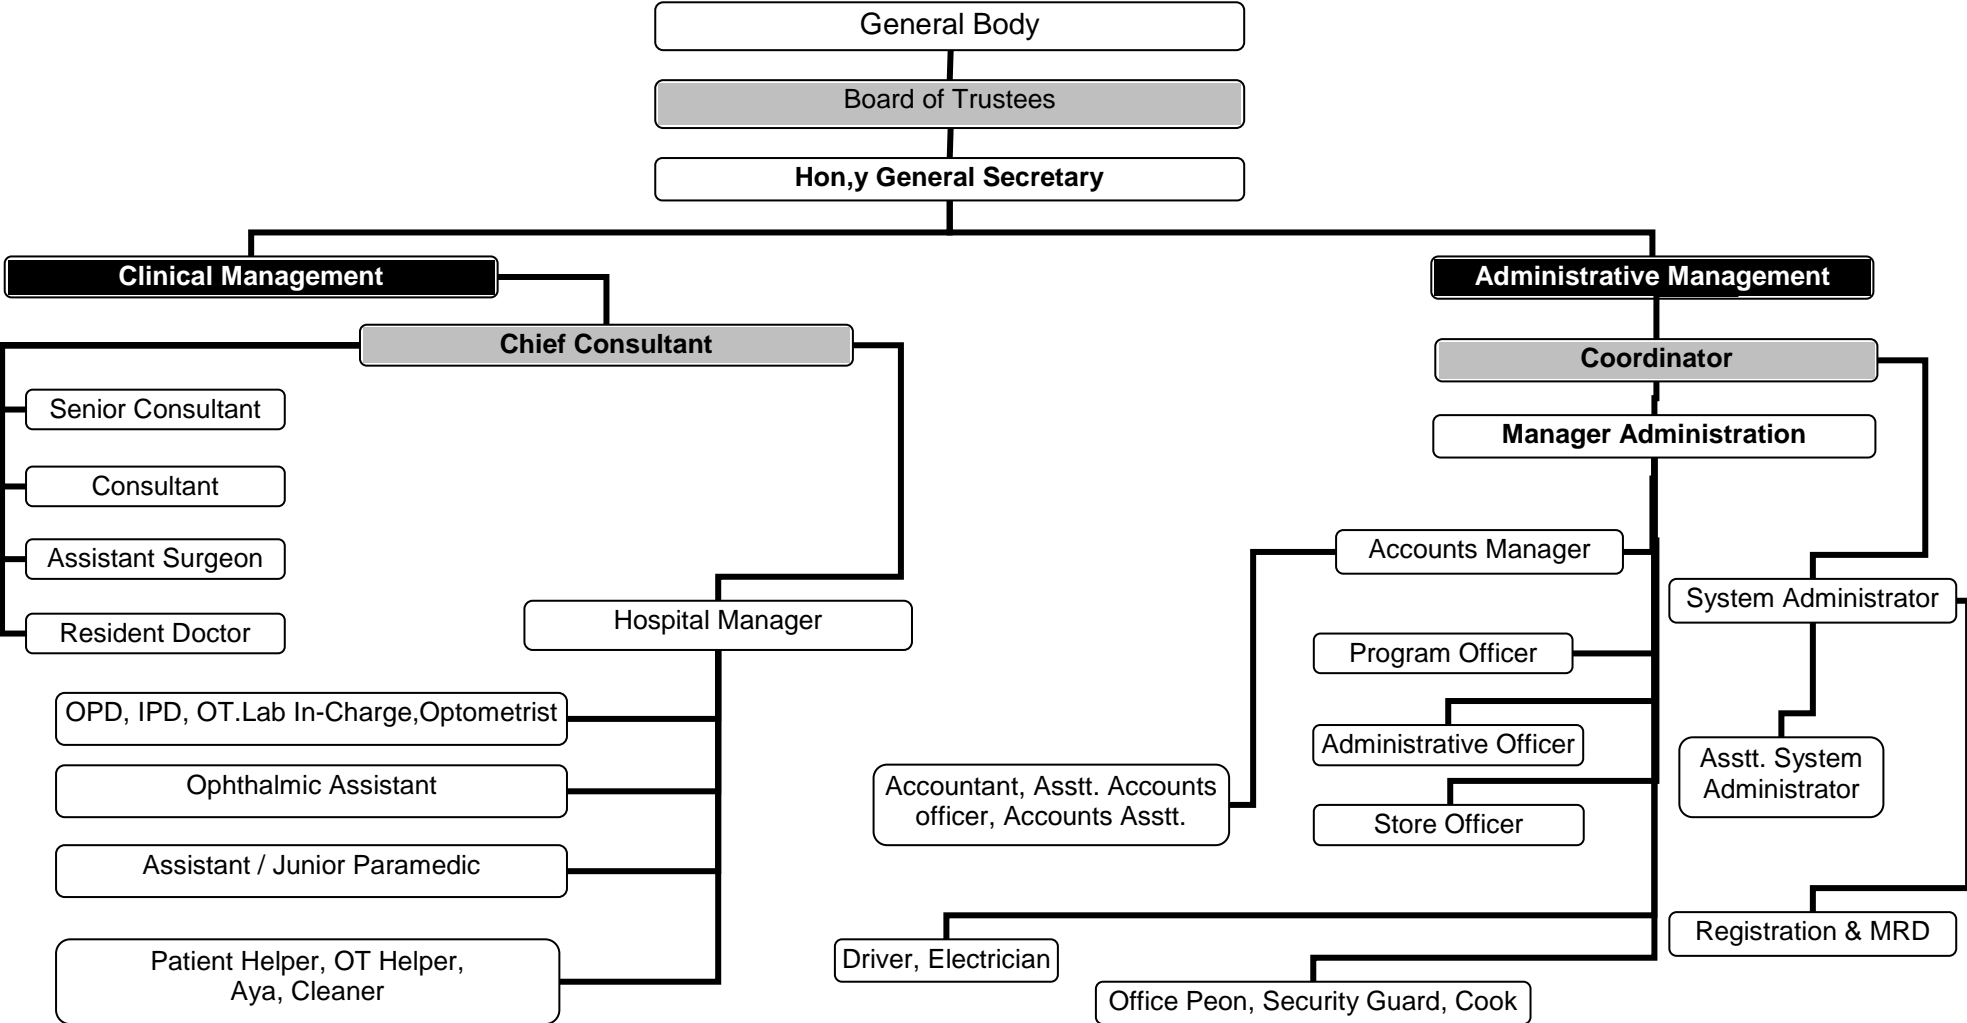 General Body
Board of Trustees
Hon,y General Secretary
Clinical Management
Administrative Management
Chief Consultant
Coordinator
Senior Consultant
Manager Administration
Consultant
Assistant Surgeon
Accounts Manager
System Administrator
Resident Doctor
Hospital Manager
Program Officer
OPD, IPD, OT.Lab In-Charge,Optometrist
Administrative Officer
Asstt. System
Administrator
Ophthalmic Assistant
Accountant, Asstt. Accounts
officer, Accounts Asstt.
Store Officer
Assistant / Junior Paramedic
Registration & MRD
Patient Helper, OT Helper,
Aya, Cleaner
Driver, Electrician
Office Peon, Security Guard, Cook